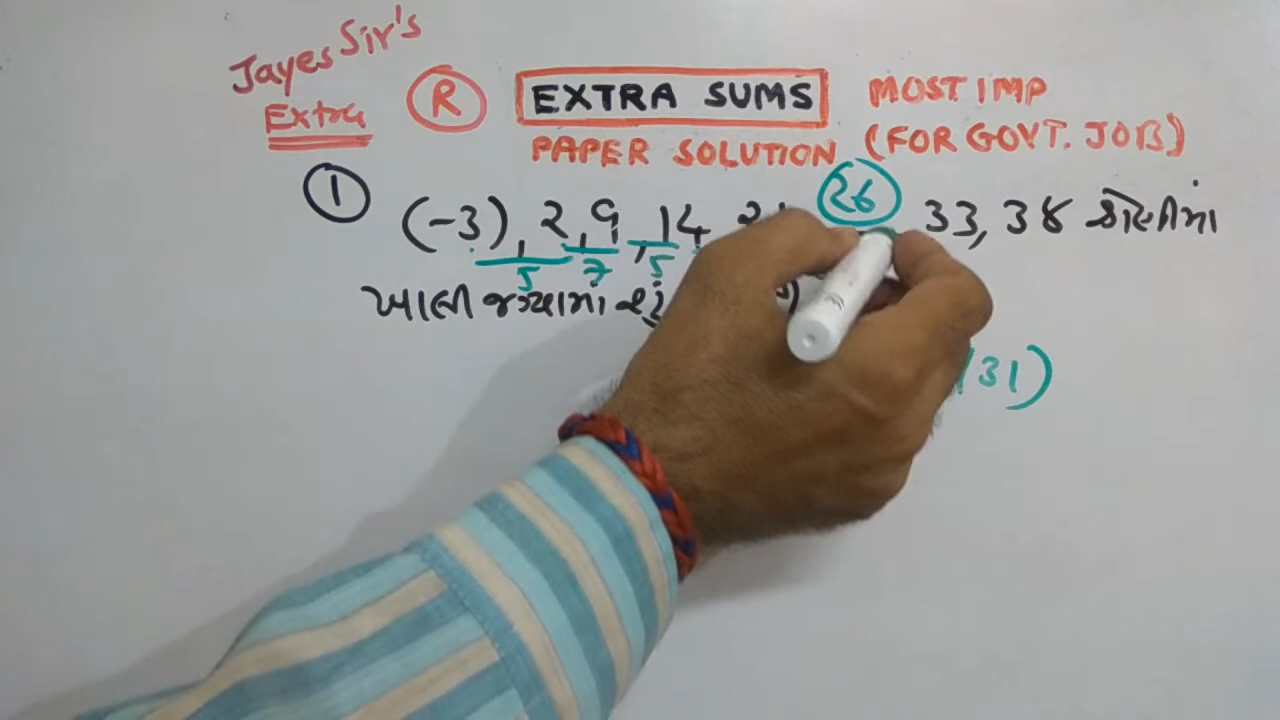 Jayes Sir's
Extra
R EXTRA SUMS MOST IMP
PAPER SOLUTION (FOR GOVT. JOB)
1 (-3), 2, 9, 14, 26 33, 38
5 7 5
ખાલી જગ્યામાં શું
31)